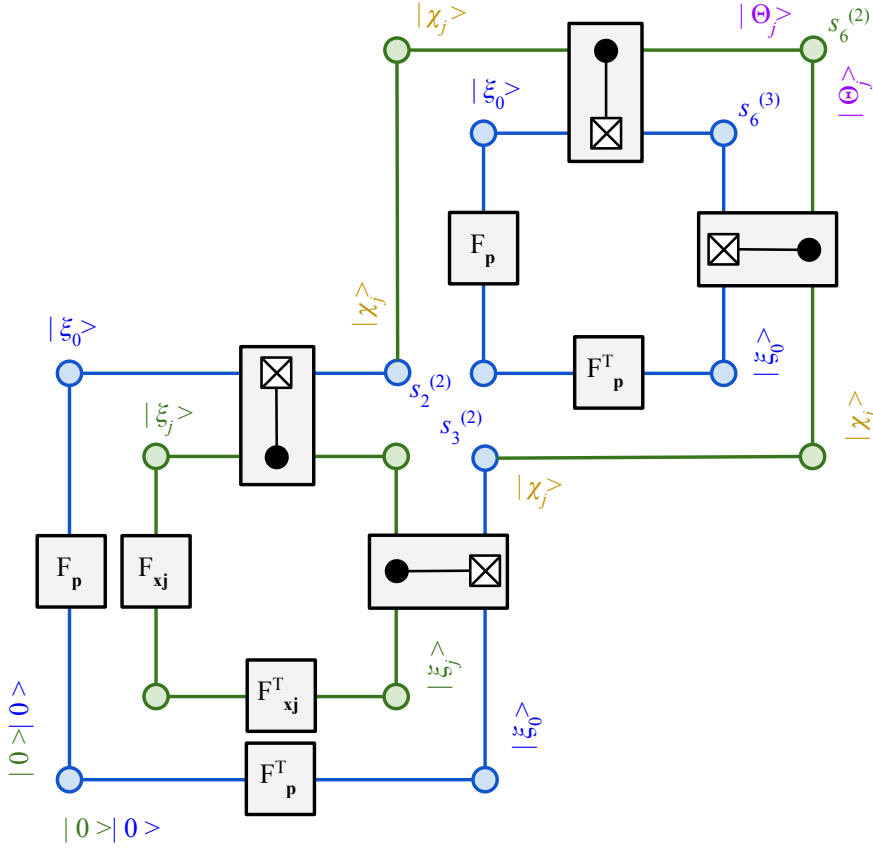 | χⱼ >
| Θⱼ >
s₆⁽²⁾
| Θⱼ >
| ξ₀ >
s₆⁽³⁾
Fₚ
| χⱼ >
| ξ₀ >
Fᵀₚ
| ξ₀ >
s₂⁽²⁾
| ξⱼ >
s₃⁽²⁾
| χᵢ >
| χⱼ >
Fₚ
Fₓⱼ
| ξⱼ >
Fᵀₓⱼ
| 0 >| 0 >
| ξ₀ >
Fᵀₚ
| 0 >| 0 >